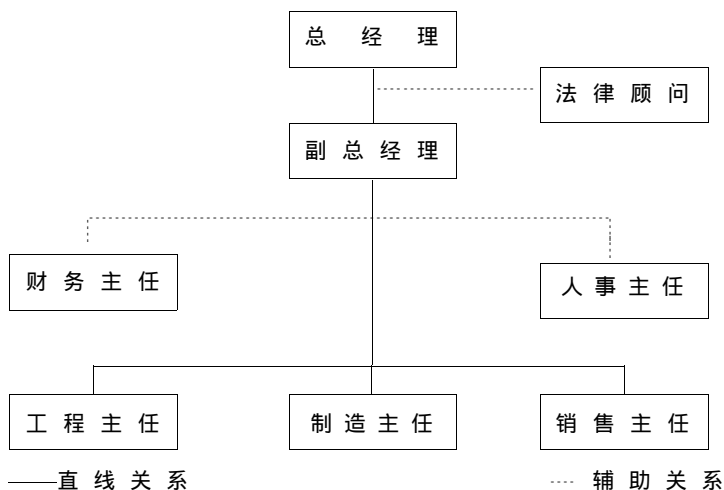 总经理
法律顾问
副总经理
财务主任
人事主任
工程主任
制造主任
销售主任
直线关系
辅助关系